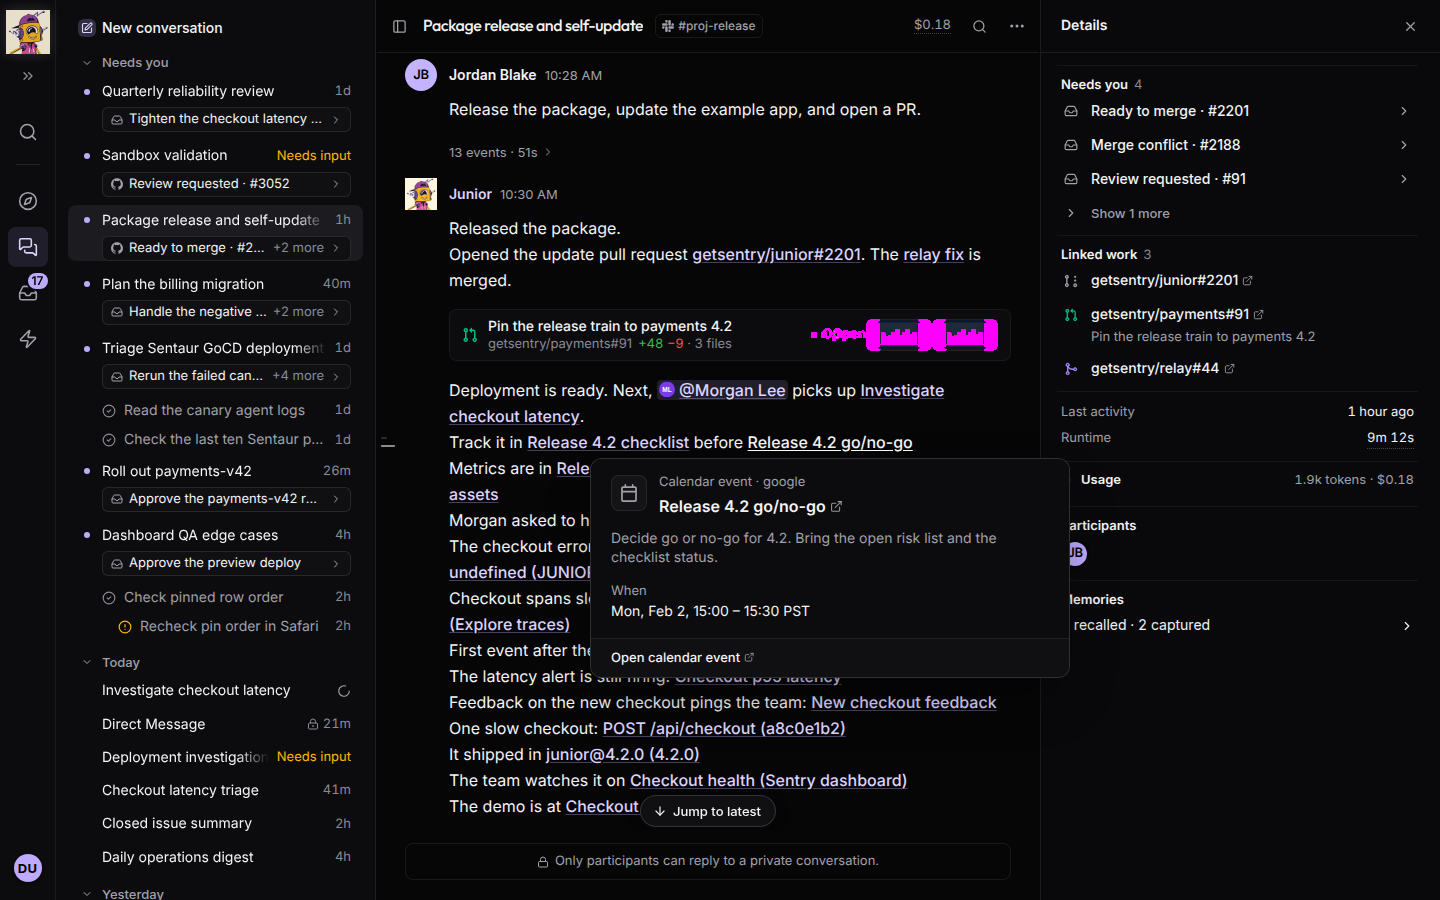 New conversation
Needs you
Quarterly reliability review 1d
Tighten the checkout latency ...
Sandbox validation Needs input
Review requested · #3052
Package release and self-update 1h
Ready to merge · #2... +2 more
Plan the billing migration 40m
Handle the negative ... +2 more
Triage Sentaur GoCD deployment 1d
Rerun the failed can... +4 more
Read the canary agent logs 1d
Check the last ten Sentaur p... 1d
Roll out payments-v42 26m
Approve the payments-v42 r...
Dashboard QA edge cases 4h
Approve the preview deploy
Check pinned row order 2h
Recheck pin order in Safari 2h
Today
Investigate checkout latency
Direct Message 21m
Deployment investigation Needs input
Checkout latency triage 41m
Closed issue summary 2h
Daily operations digest 4h
Yesterday
17
DU
Package release and self-update #proj-release $0.18
JB Jordan Blake 10:28 AM
Release the package, update the example app, and open a PR.
13 events · 51s
Junior 10:30 AM
Released the package.
Opened the update pull request getsentry/junior#2201. The relay fix is
merged.
Pin the release train to payments 4.2
getsentry/payments#91 +48 −9 · 3 files
Deployment is ready. Next, ML @Morgan Lee picks up Investigate
checkout latency.
Track it in Release 4.2 checklist before Release 4.2 go/no-go
Metrics are in Rele
assets
Morgan asked to h
The checkout error
undefined (JUNIOR
Checkout spans slo
(Explore traces)
First event after the
The latency alert is still firing: Checkout p95 latency
Feedback on the new checkout pings the team: New checkout feedback
One slow checkout: POST /api/checkout (a8c0e1b2)
It shipped in junior@4.2.0 (4.2.0)
The team watches it on Checkout health (Sentry dashboard)
The demo is at Checkout
Jump to latest
Only participants can reply to a private conversation.
Calendar event · google
Release 4.2 go/no-go
Decide go or no-go for 4.2. Bring the open risk list and the
checklist status.
When
Mon, Feb 2, 15:00 – 15:30 PST
Open calendar event
Details
Needs you 4
Ready to merge · #2201
Merge conflict · #2188
Review requested · #91
Show 1 more
Linked work 3
getsentry/junior#2201
getsentry/payments#91
Pin the release train to payments 4.2
getsentry/relay#44
Last activity 1 hour ago
Runtime 9m 12s
Usage 1.9k tokens · $0.18
articipants
JB
emories
recalled · 2 captured